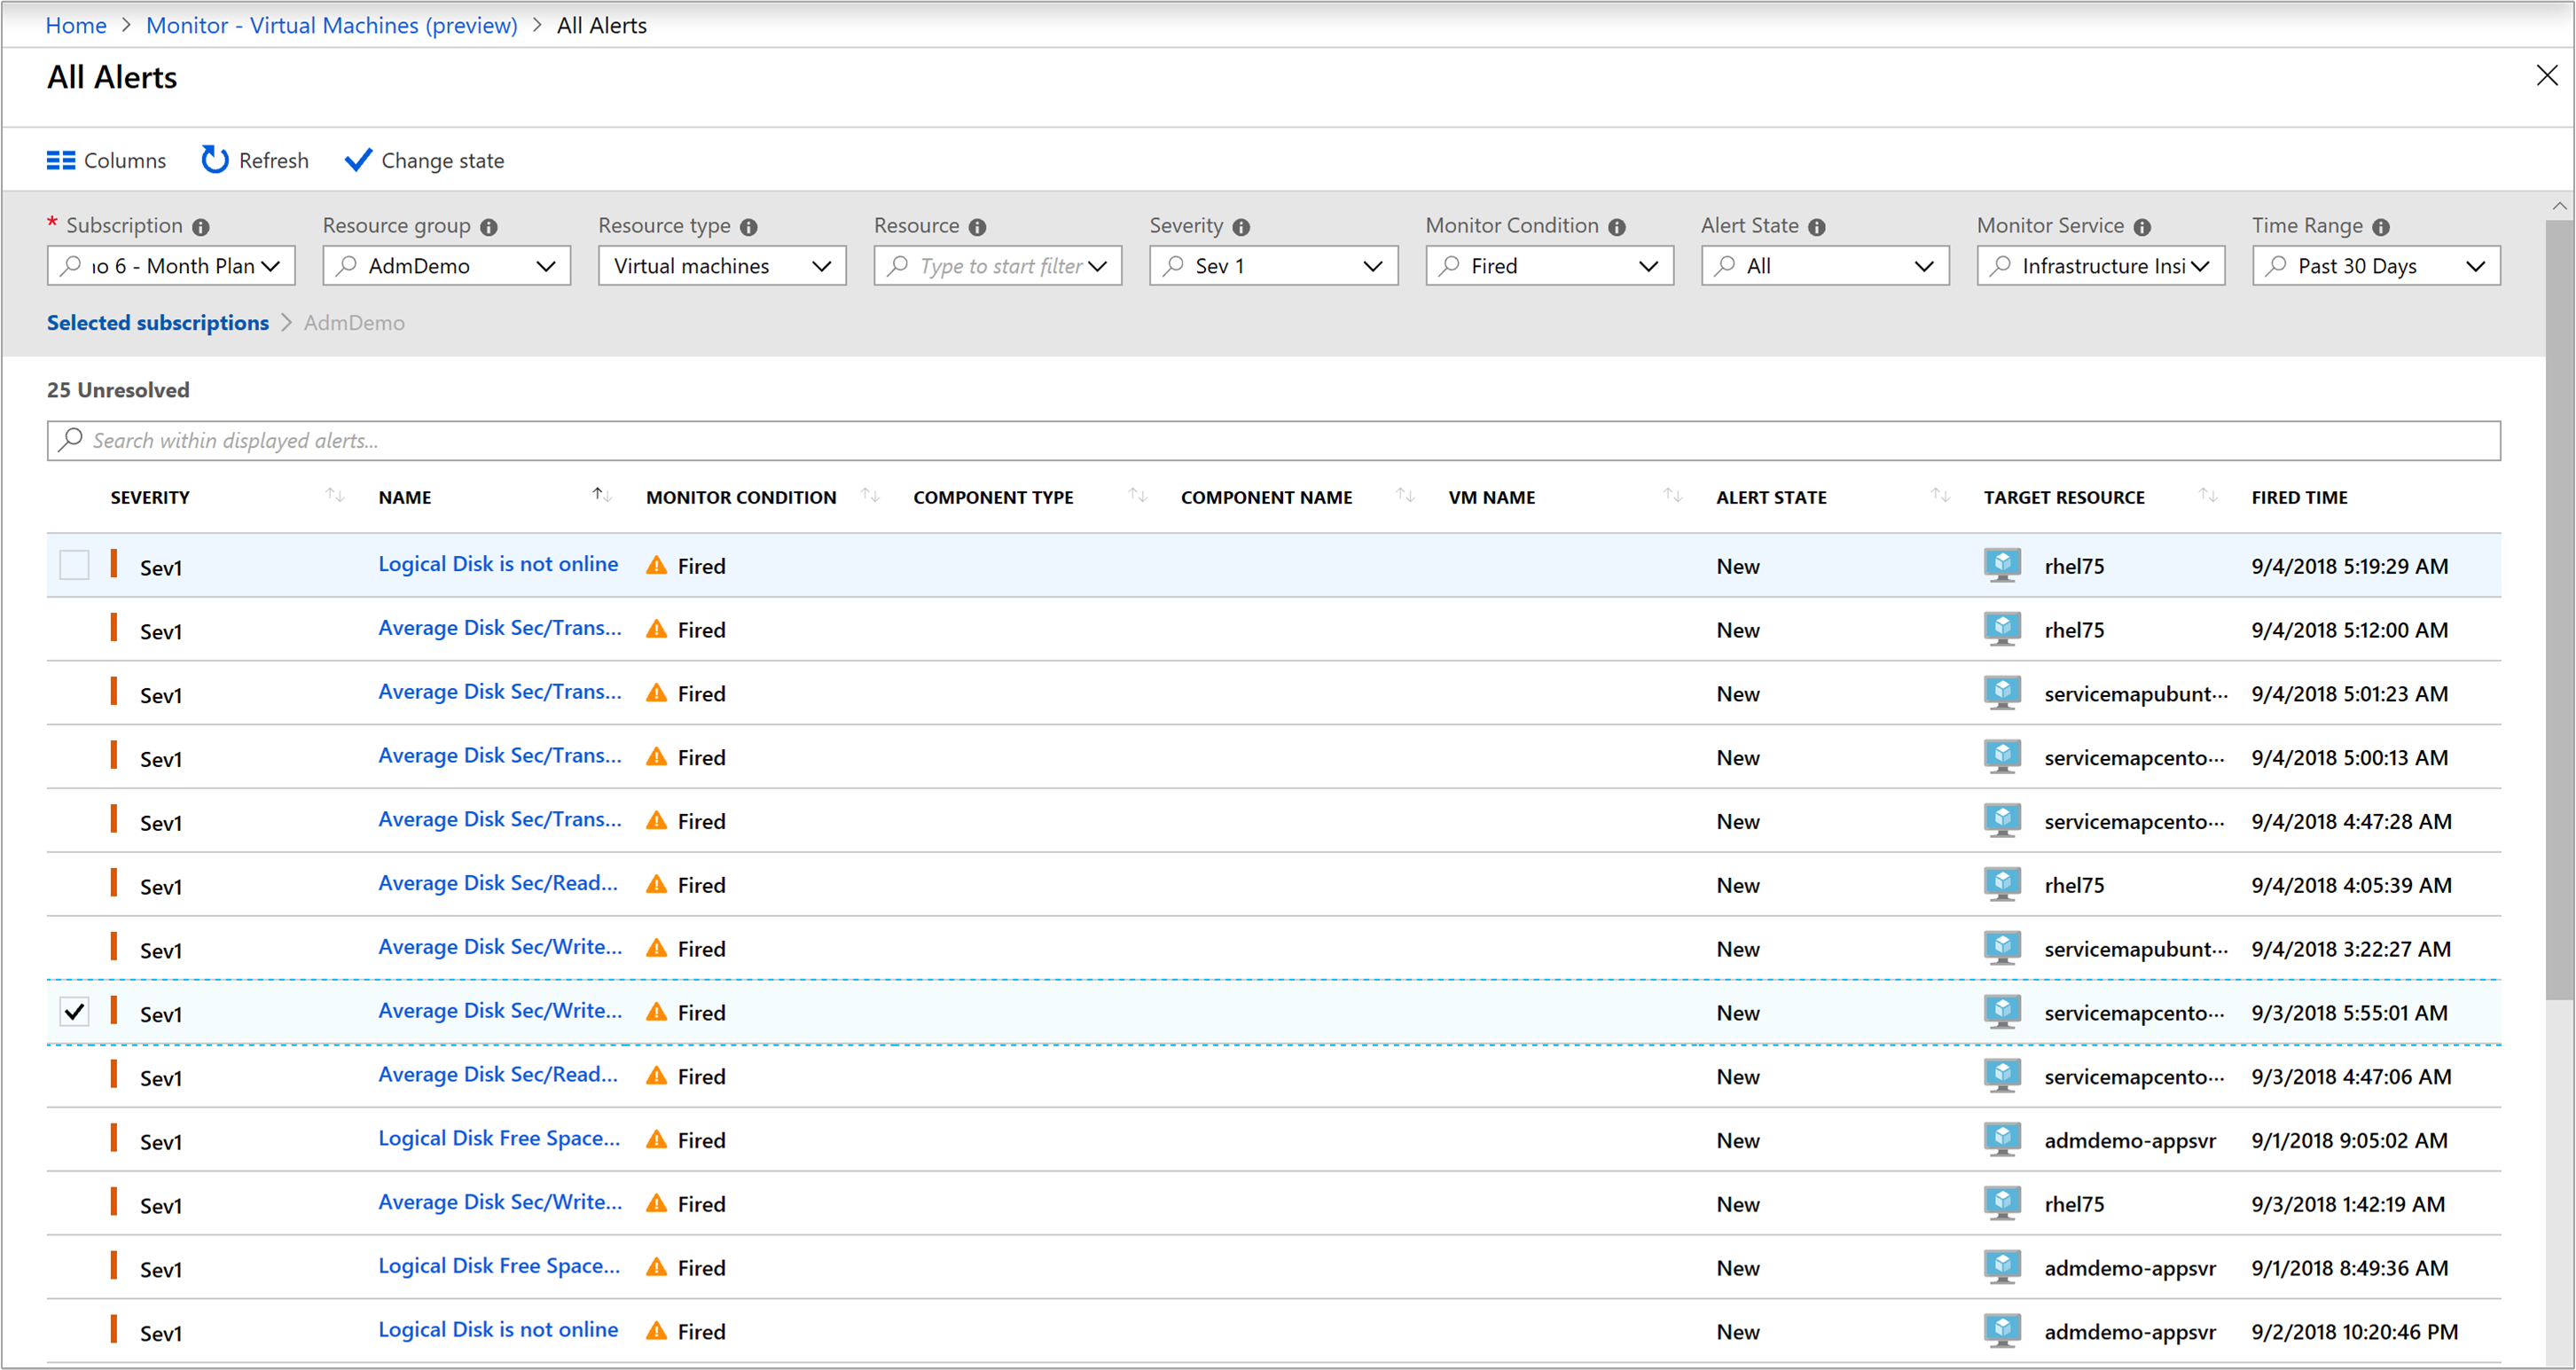 Home > Monitor - Virtual Machines (preview) > All Alerts
All Alerts
Columns Refresh Change state
* Subscription Resource group Resource type Resource Severity Monitor Condition Alert State Monitor Service Time Range
ıo 6 - Month Plan AdmDemo Virtual machines Type to start filter Sev 1 Fired All Infrastructure Insi Past 30 Days
Selected subscriptions > AdmDemo
25 Unresolved
Search within displayed alerts...
SEVERITY NAME MONITOR CONDITION COMPONENT TYPE COMPONENT NAME VM NAME ALERT STATE TARGET RESOURCE FIRED TIME
Sev1 Logical Disk is not online Fired New rhel75 9/4/2018 5:19:29 AM
Sev1 Average Disk Sec/Trans... Fired New rhel75 9/4/2018 5:12:00 AM
Sev1 Average Disk Sec/Trans... Fired New servicemapubunt... 9/4/2018 5:01:23 AM
Sev1 Average Disk Sec/Trans... Fired New servicemapcento... 9/4/2018 5:00:13 AM
Sev1 Average Disk Sec/Trans... Fired New servicemapcento... 9/4/2018 4:47:28 AM
Sev1 Average Disk Sec/Read... Fired New rhel75 9/4/2018 4:05:39 AM
Sev1 Average Disk Sec/Write... Fired New servicemapubunt... 9/4/2018 3:22:27 AM
Sev1 Average Disk Sec/Write... Fired New servicemapcento... 9/3/2018 5:55:01 AM
Sev1 Average Disk Sec/Read... Fired New servicemapcento... 9/3/2018 4:47:06 AM
Sev1 Logical Disk Free Space... Fired New admdemo-appsvr 9/1/2018 9:05:02 AM
Sev1 Average Disk Sec/Write... Fired New rhel75 9/3/2018 1:42:19 AM
Sev1 Logical Disk Free Space... Fired New admdemo-appsvr 9/1/2018 8:49:36 AM
Sev1 Logical Disk is not online Fired New admdemo-appsvr 9/2/2018 10:20:46 PM